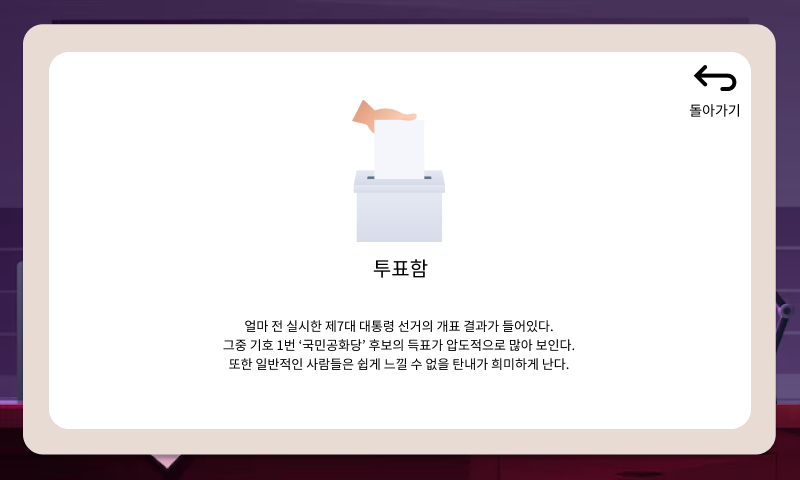 돌아가기
투표함
얼마 전 실시한 제7대 대통령 선거의 개표 결과가 들어있다.
그중 기호 1번 ‘국민공화당’ 후보의 득표가 압도적으로 많아 보인다.
또한 일반적인 사람들은 쉽게 느낄 수 없을 탄내가 희미하게 난다.